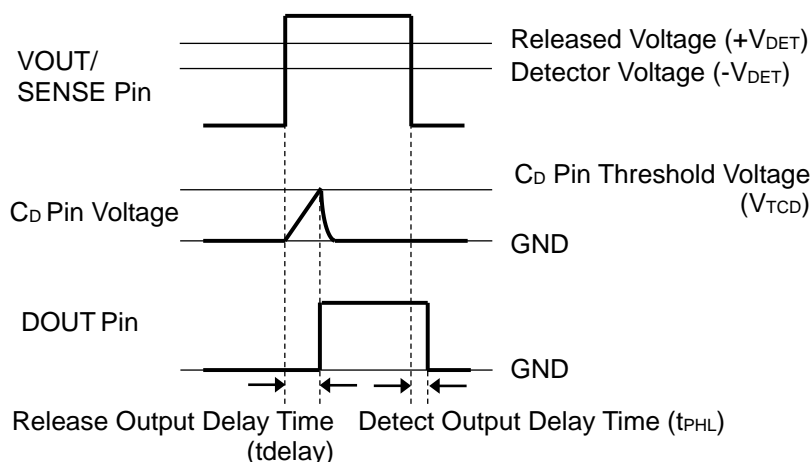 VOUT/
SENSE Pin
Released Voltage (+VDET)
Detector Voltage (-VDET)
CD Pin Voltage
CD Pin Threshold Voltage
(VTCD)
GND
DOUT Pin
GND
Release Output Delay Time
(tdelay)
Detect Output Delay Time (tPHL)